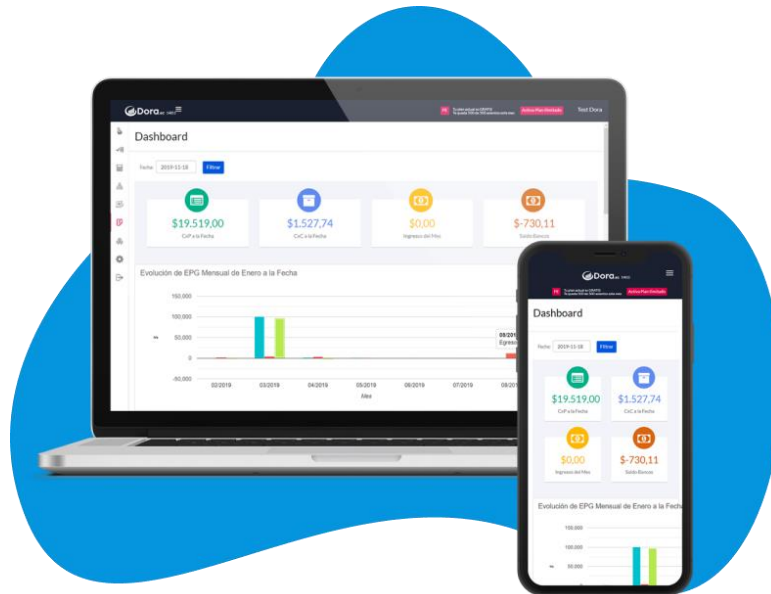 Dora
Test Dora
Dashboard
Fecha 2019-11-18 Filtrar
$19.519,00
CxP a la Fecha
$1.527,74
CxC a la Fecha
$0,00
Ingresos del Mes
$-730,11
Saldo Bancos
Evolución de EPG Mensual de Enero a la Fecha
150,000
100,000
50,000
0
-50,000
02/2019 03/2019 04/2019 05/2019 06/2019 07/2019
Mes
Dora
Activa Plan Ilimitado
Dashboard
Fecha 2019-11-18 Filtrar
$19.519,00
CxP a la Fecha
$1.527,74
CxC a la Fecha
$0,00
Ingresos del Mes
$-730,11
Saldo Bancos
Evolución de EPG Mensual de Enero a la Fecha
150,000
100,000
50,000